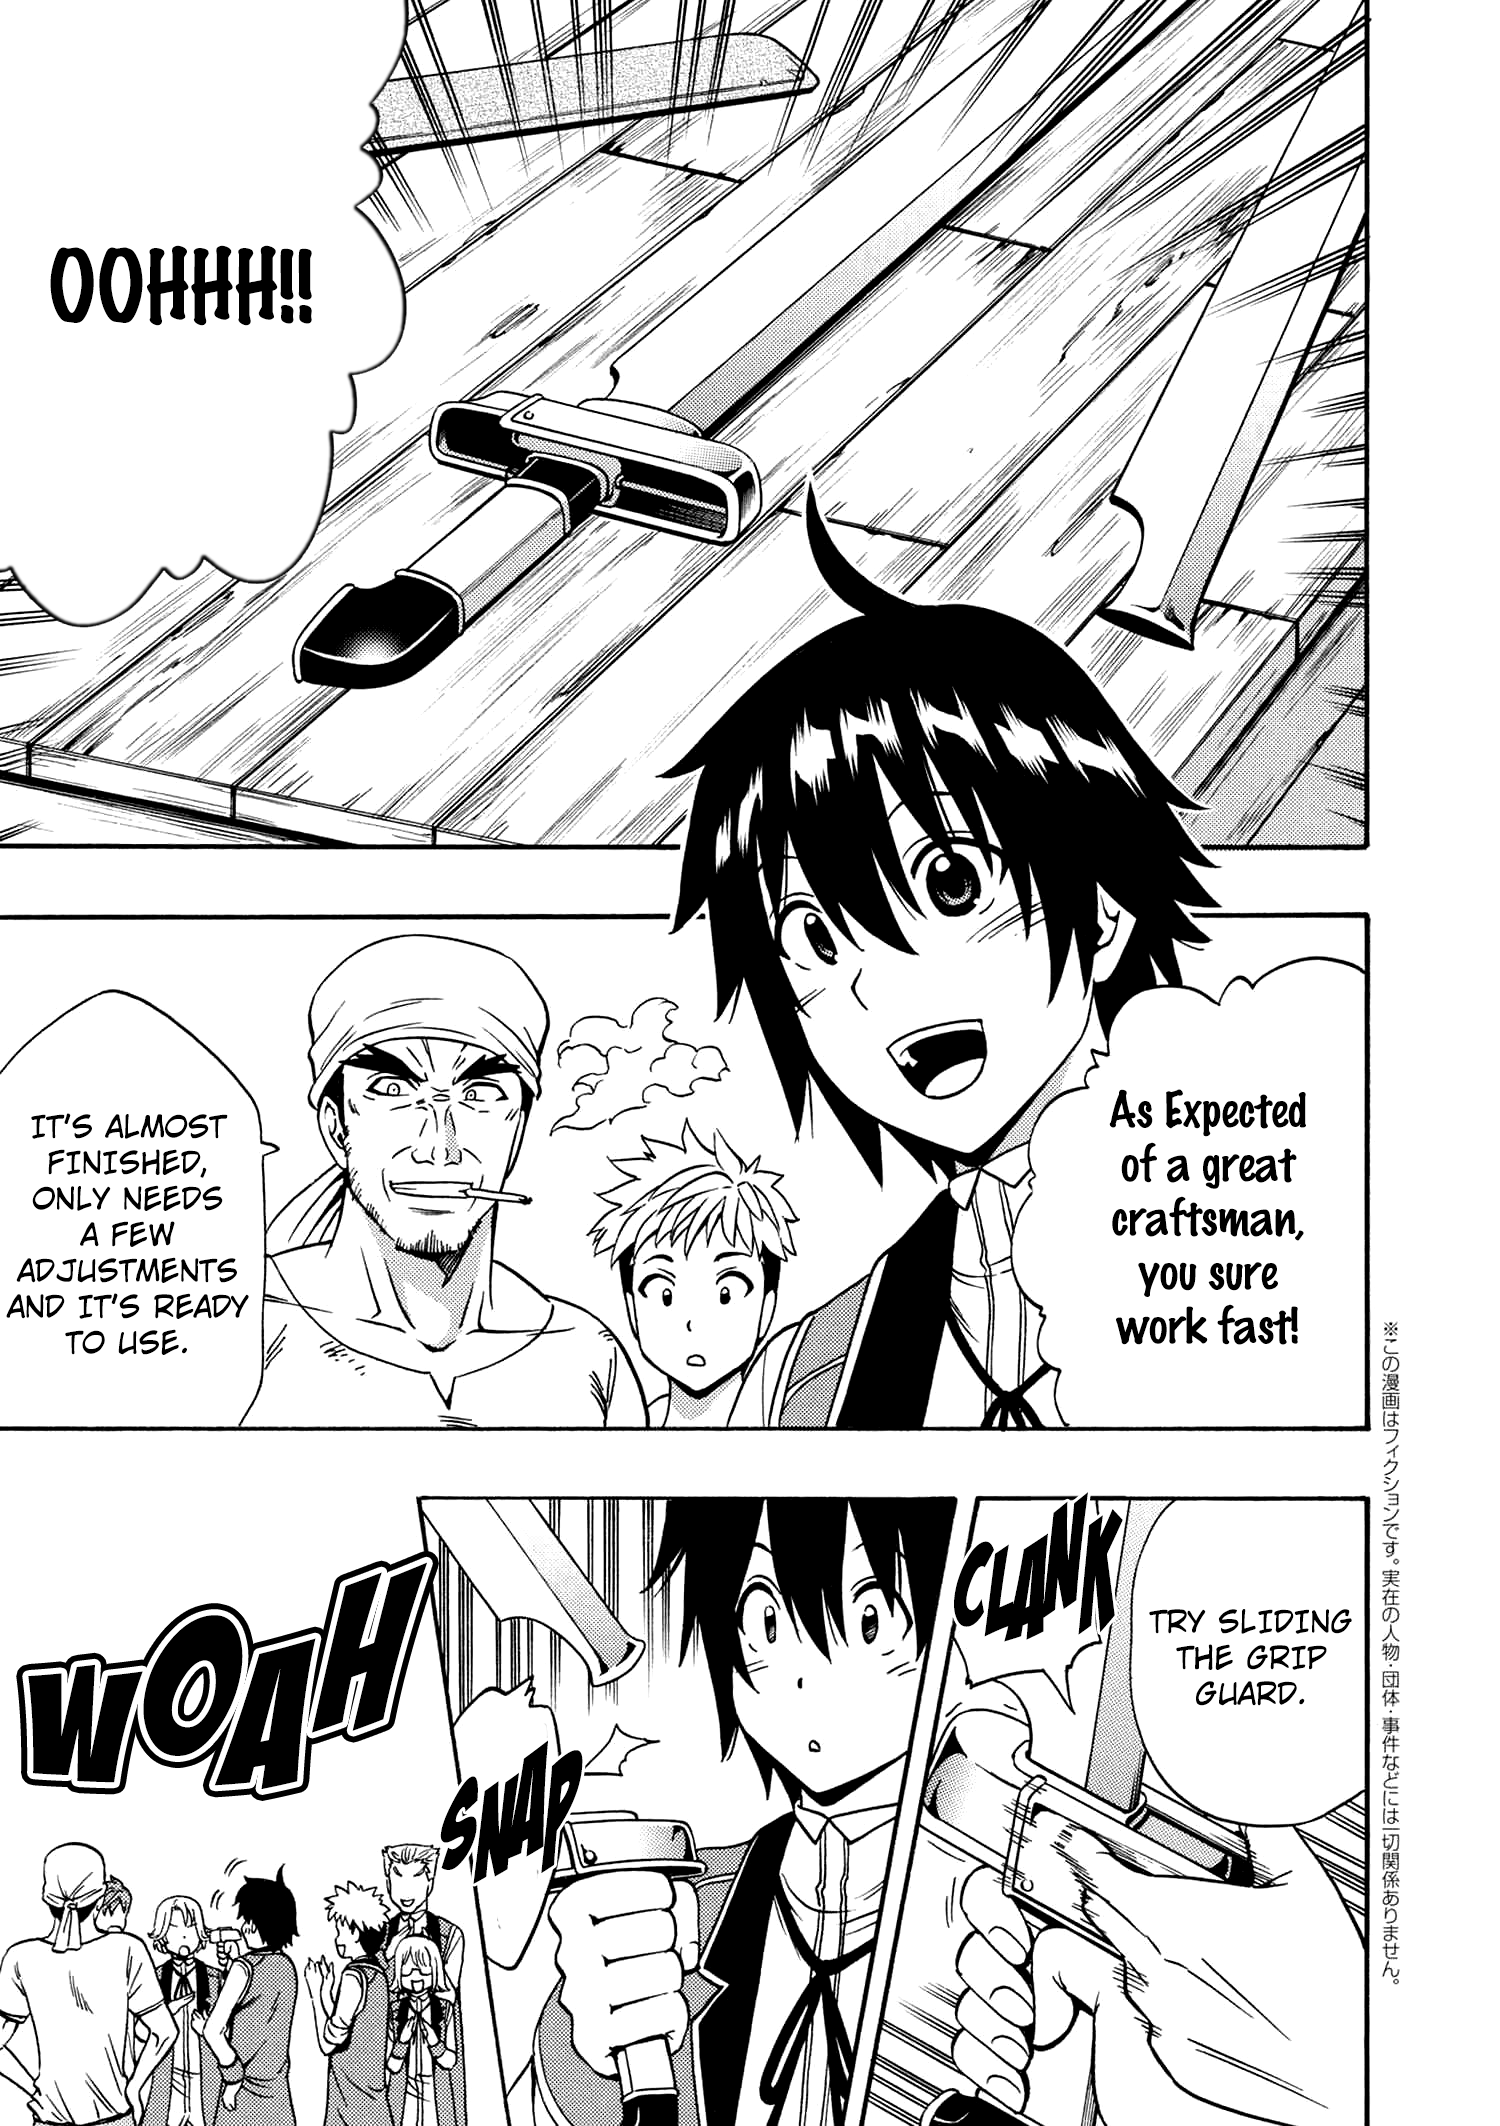 OOHHH!!
As Expected
of a great
craftsman,
you sure
work fast!
IT'S ALMOST
FINISHED,
ONLY NEEDS
A FEW
ADJUSTMENTS
AND IT'S READY
TO USE.
TRY SLIDING
THE GRIP
GUARD.
CLANK
SNAP
WOAH
※この漫画はフィクションです。実在の人物・団体・事件などには一切関係ありません。